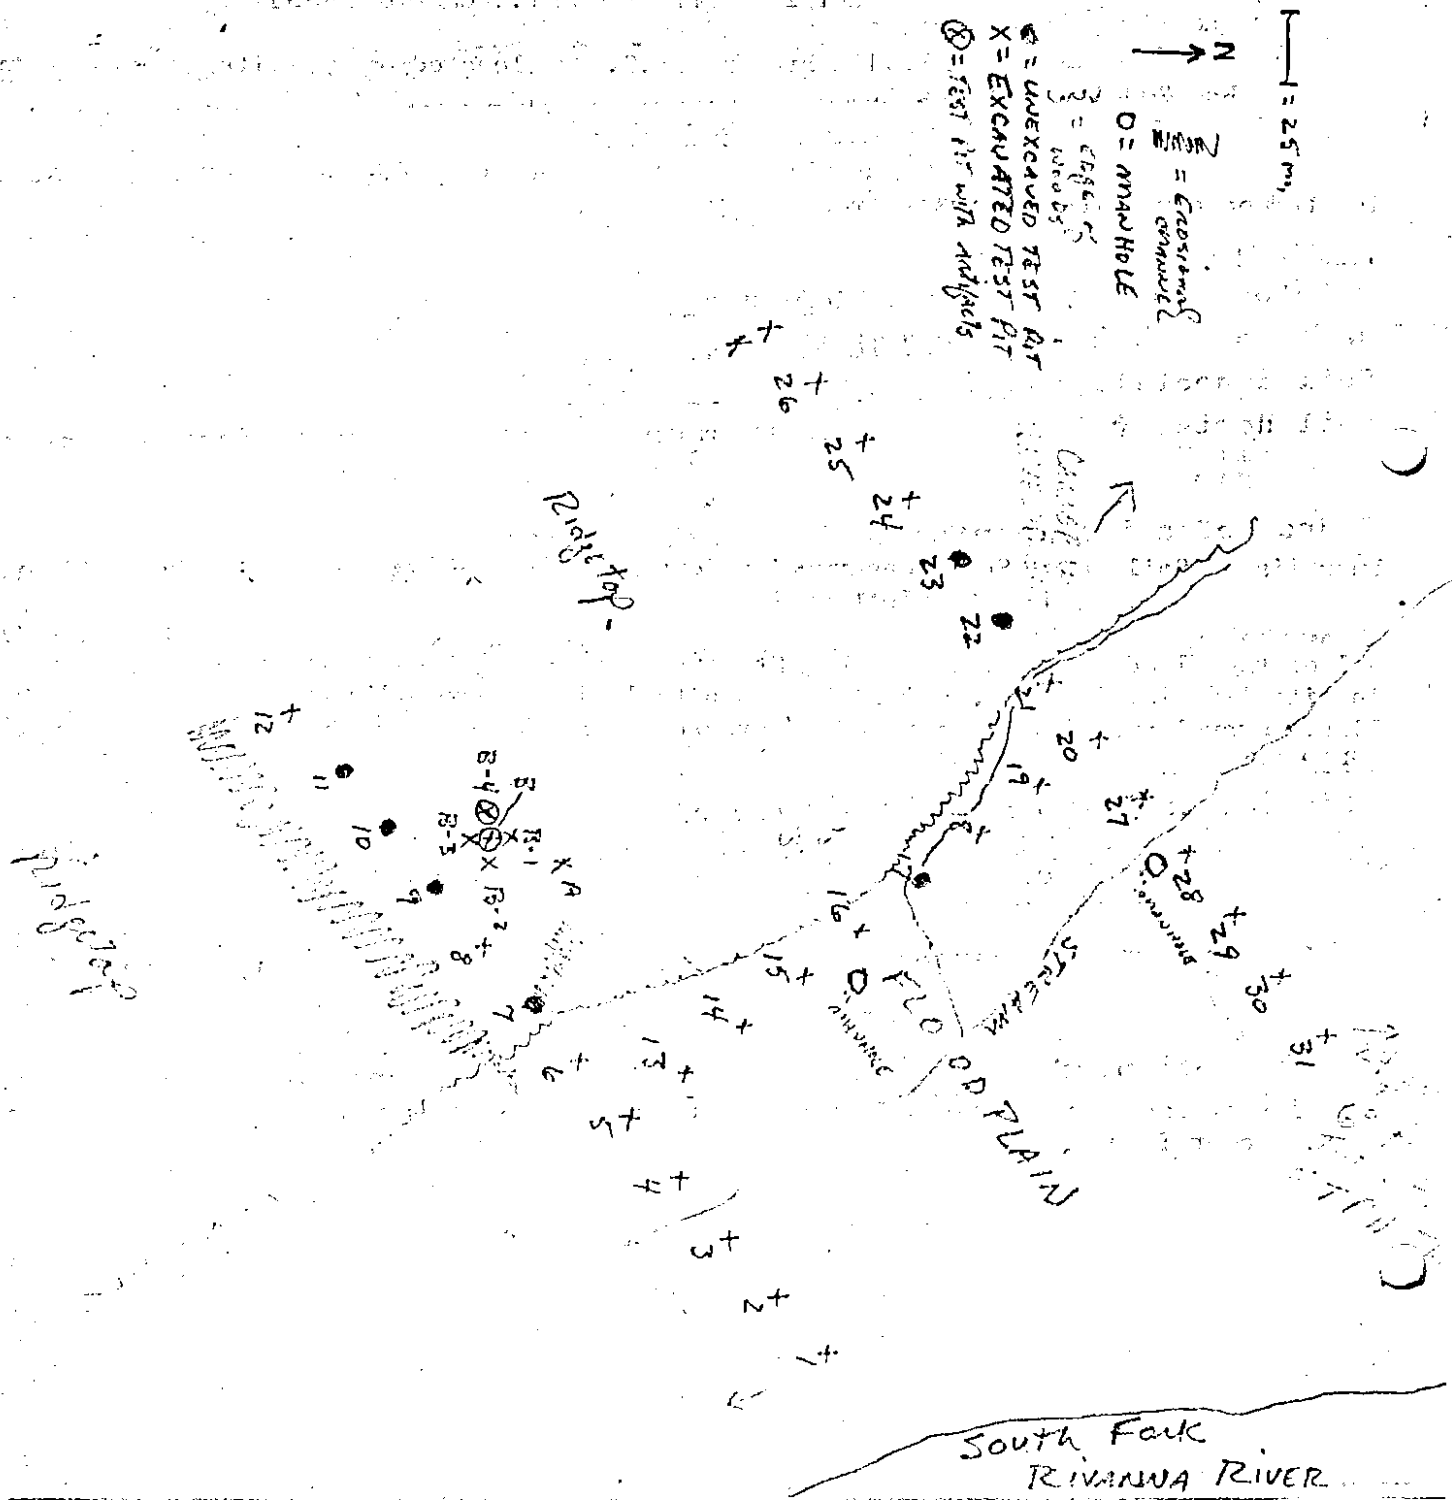 = 25 m.
N
= EROSIONAL
CHANNEL
O = MANHOLE
= EDGE OF
WOODS
= UNEXCAVED TEST PIT
X = EXCAVATED TEST PIT
= TEST PIT WITH ARTIFACTS
26
25
24
23
22
21
20
19
18
17
27
28
29
30
31
STREAM
FLOOD PLAIN
16
15
14
13
Ridge top
12
11
10
9
8
7
6
5
4
3
2
1
A
B
B-1
B-2
B-3
B-4
Ridgetop
South Fork
RIVANNA RIVER